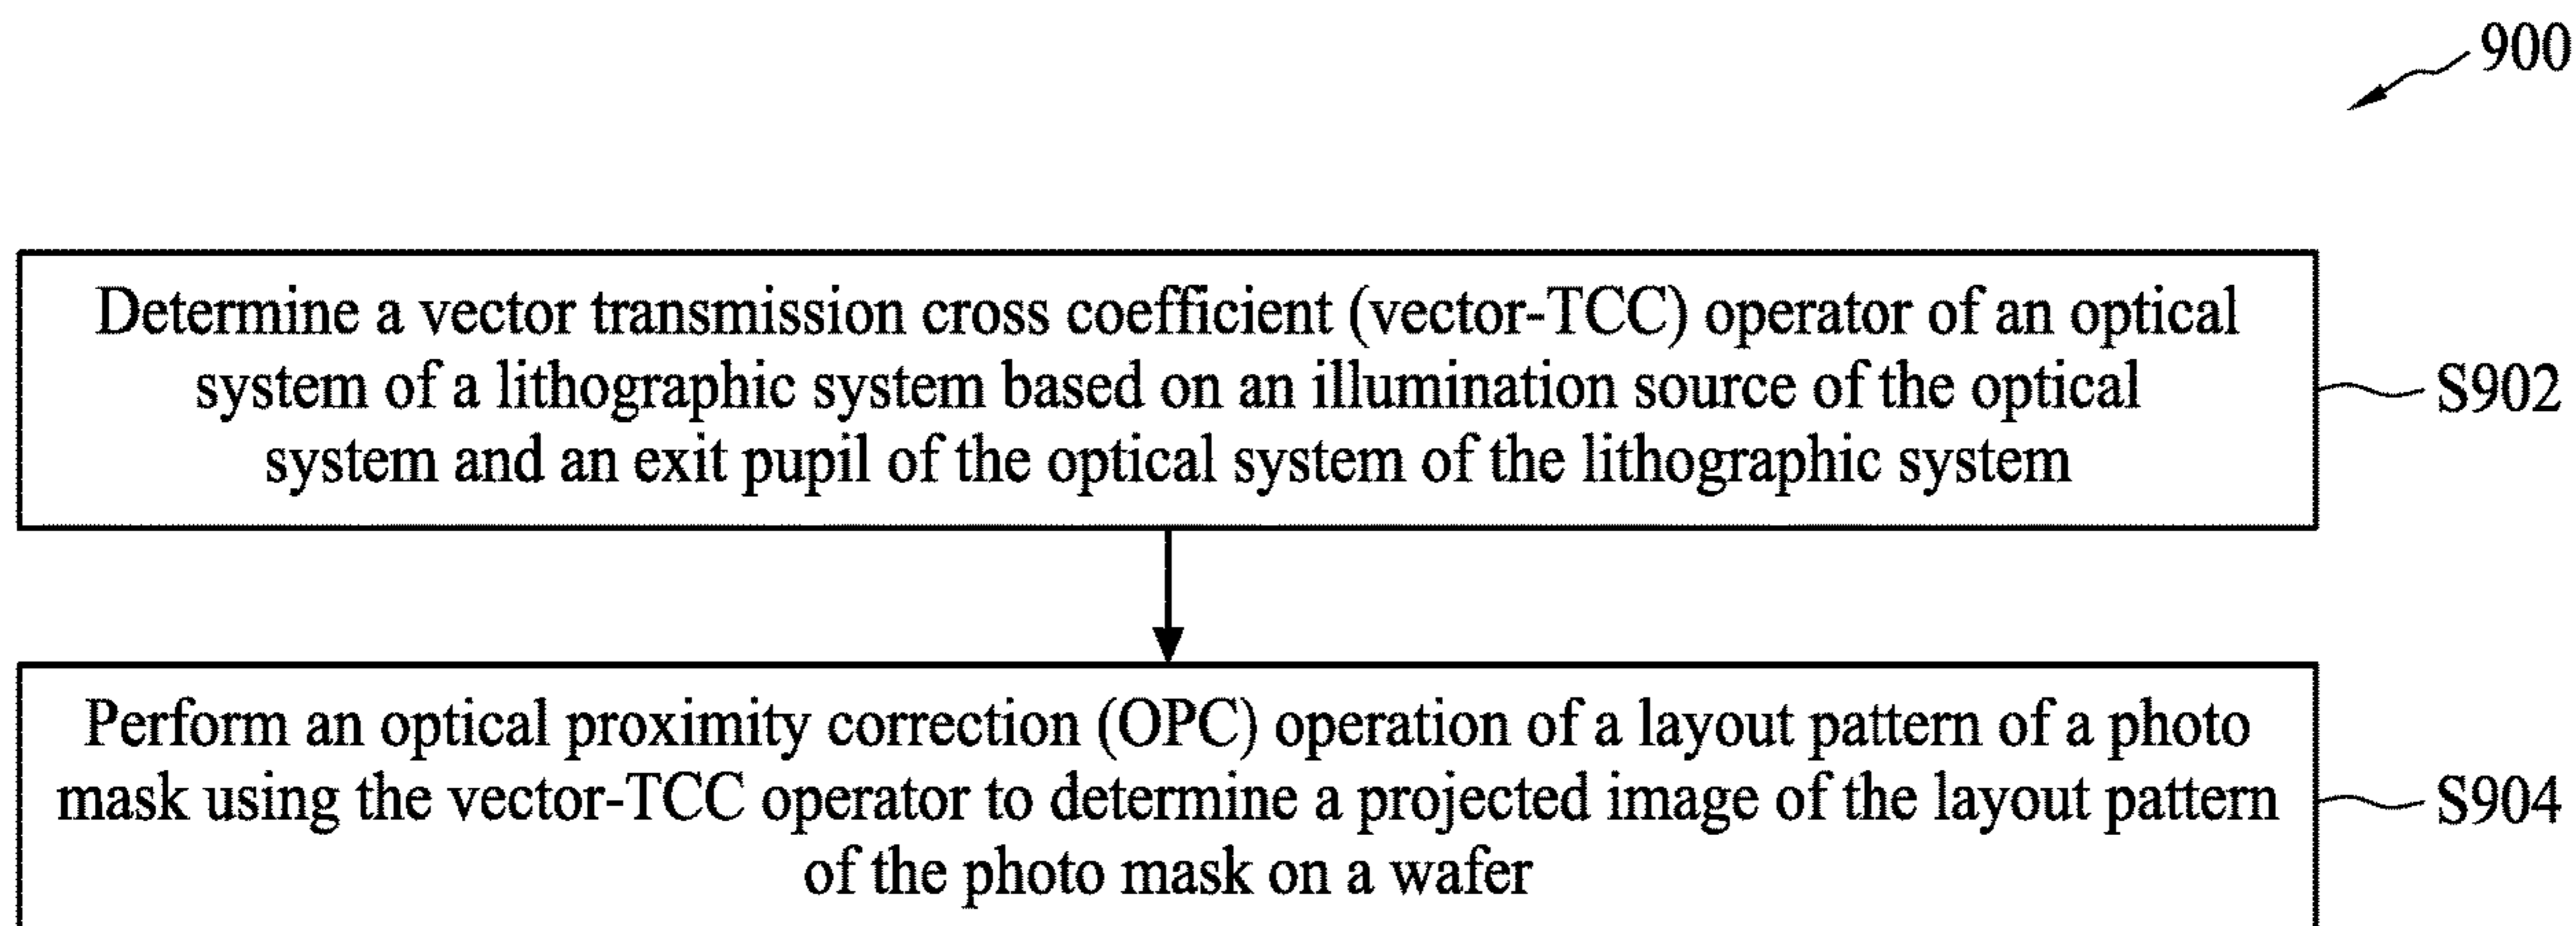 900
Determine a vector transmission cross coefficient (vector-TCC) operator of an optical
system of a lithographic system based on an illumination source of the optical
system and an exit pupil of the optical system of the lithographic system
S902
Perform an optical proximity correction (OPC) operation of a layout pattern of a photo
mask using the vector-TCC operator to determine a projected image of the layout pattern
of the photo mask on a wafer
S904